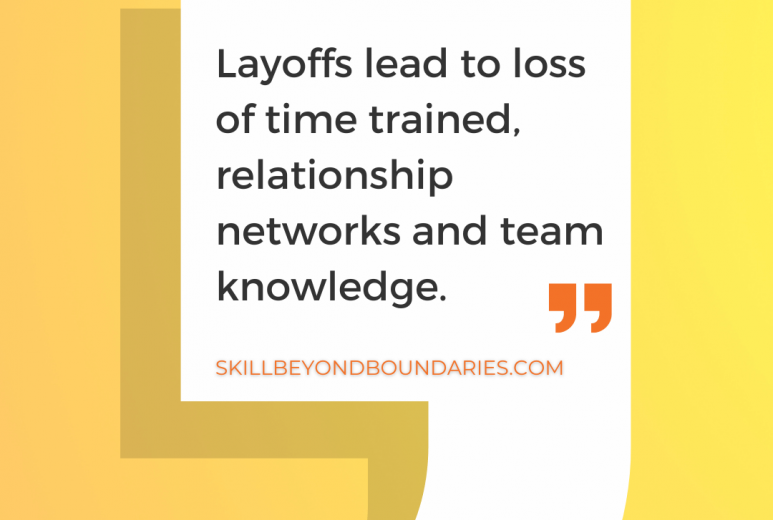 Layoffs lead to loss
of time trained,
relationship
networks and team
knowledge.
”
SKILLBEYONDBOUNDARIES.COM